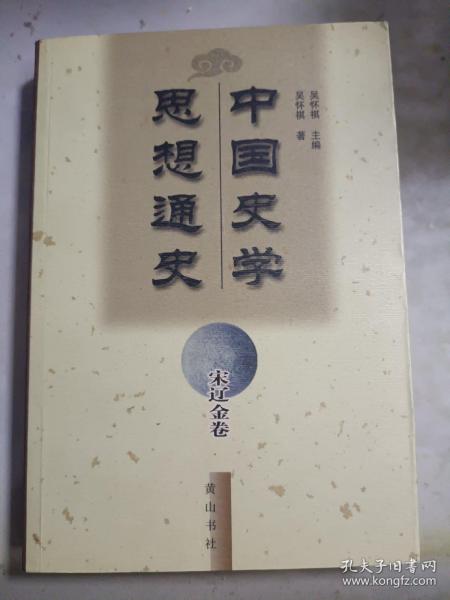 中国史学
思想通史
吴怀祺 主编
吴怀祺 著
宋辽金卷
黄山书社
孔夫子旧书网
www.kongfz.com